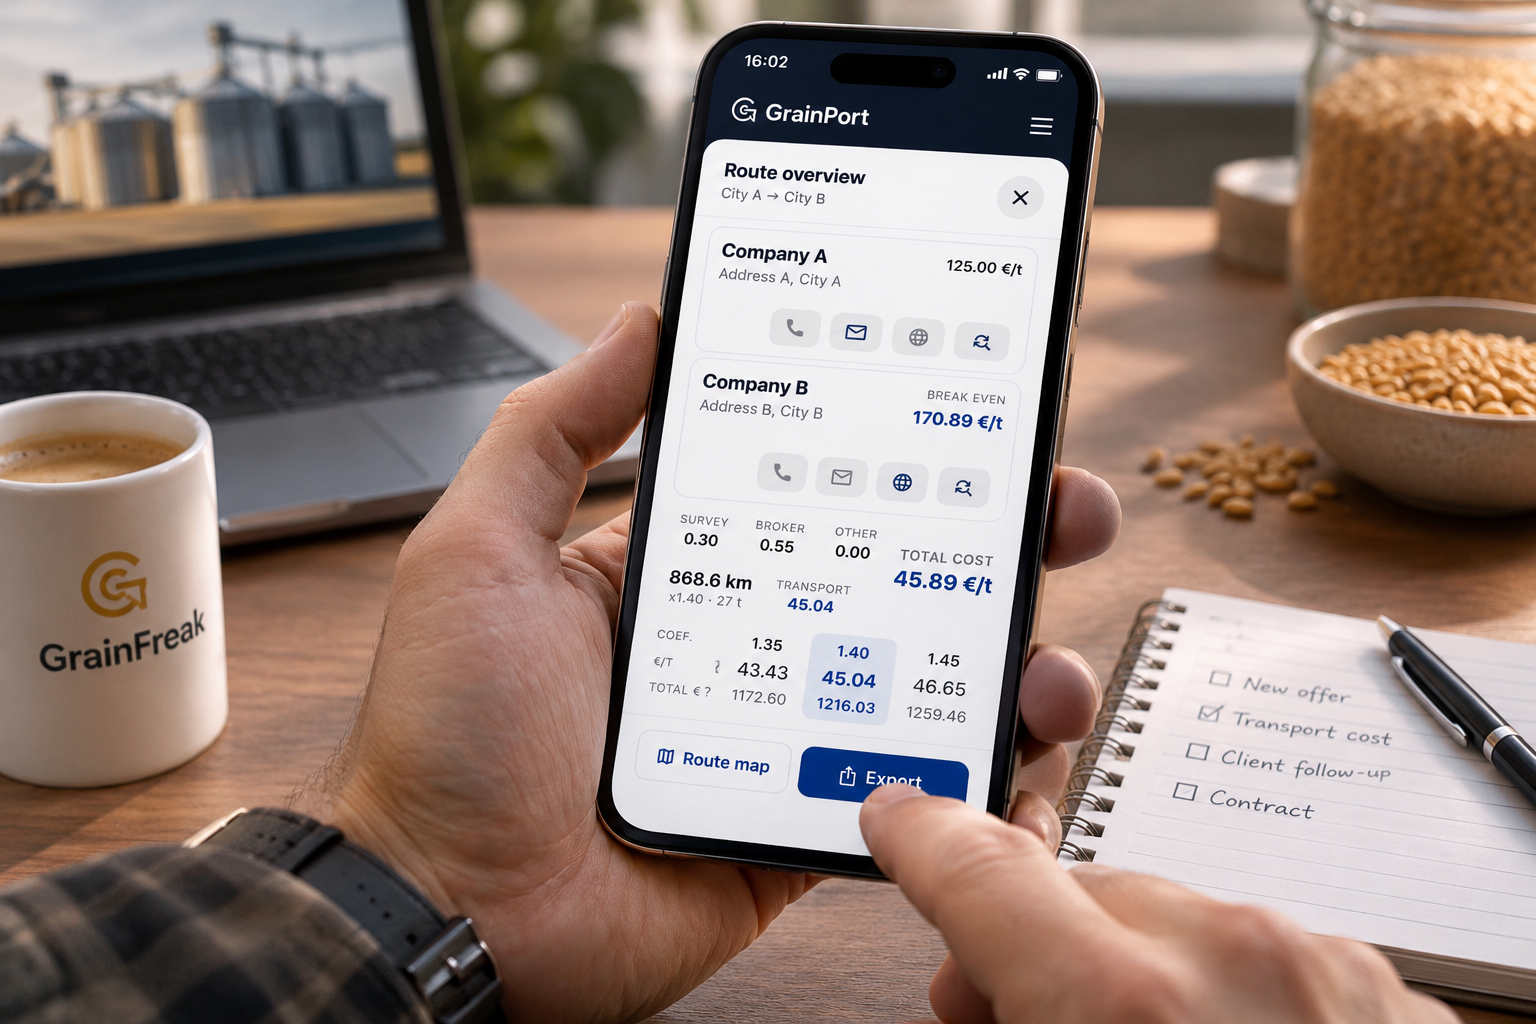 16:02
GrainPort
Route overview
City A → City B
Company A
125.00 €/t
Address A, City A
Company B
BREAK EVEN
Address B, City B
170.89 €/t
SURVEY BROKER OTHER
0.30 0.55 0.00
TOTAL COST
45.89 €/t
868.6 km
TRANSPORT
x1.40 · 27 t
45.04
COEF. 1.35 1.40 1.45
€/T 43.43 45.04 46.65
TOTAL € ? 1172.60 1216.03 1259.46
Route map
Export
GrainFreak
New offer
Transport cost
Client follow-up
Contract